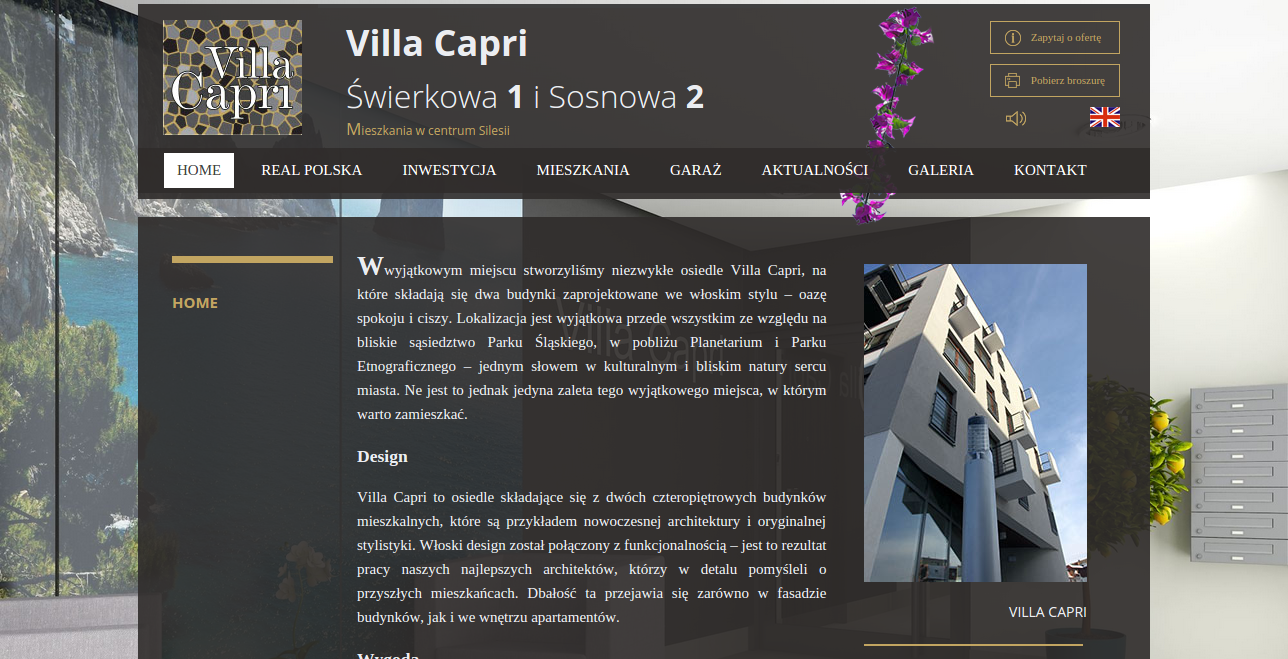 Villa
Capri
Villa Capri
Świerkowa 1 i Sosnowa 2
Mieszkania w centrum Silesii
Zapytaj o ofertę
Pobierz broszurę
HOME REAL POLSKA INWESTYCJA MIESZKANIA GARAŻ AKTUALNOŚCI GALERIA KONTAKT
HOME
Wwyjątkowym miejscu stworzyliśmy niezwykłe osiedle Villa Capri, na
które składają się dwa budynki zaprojektowane we włoskim stylu – oazę
spokoju i ciszy. Lokalizacja jest wyjątkowa przede wszystkim ze względu na
bliskie sąsiedztwo Parku Śląskiego, w pobliżu Planetarium i Parku
Etnograficznego – jednym słowem w kulturalnym i bliskim natury sercu
miasta. Ne jest to jednak jedyna zaleta tego wyjątkowego miejsca, w którym
warto zamieszkać.
Design
Villa Capri to osiedle składające się z dwóch czteropiętrowych budynków
mieszkalnych, które są przykładem nowoczesnej architektury i oryginalnej
stylistyki. Włoski design został połączony z funkcjonalnością – jest to rezultat
pracy naszych najlepszych architektów, którzy w detalu pomyśleli o
przyszłych mieszkańcach. Dbałość ta przejawia się zarówno w fasadzie
budynków, jak i we wnętrzu apartamentów.
Wygoda
VILLA CAPRI
Villa Capri